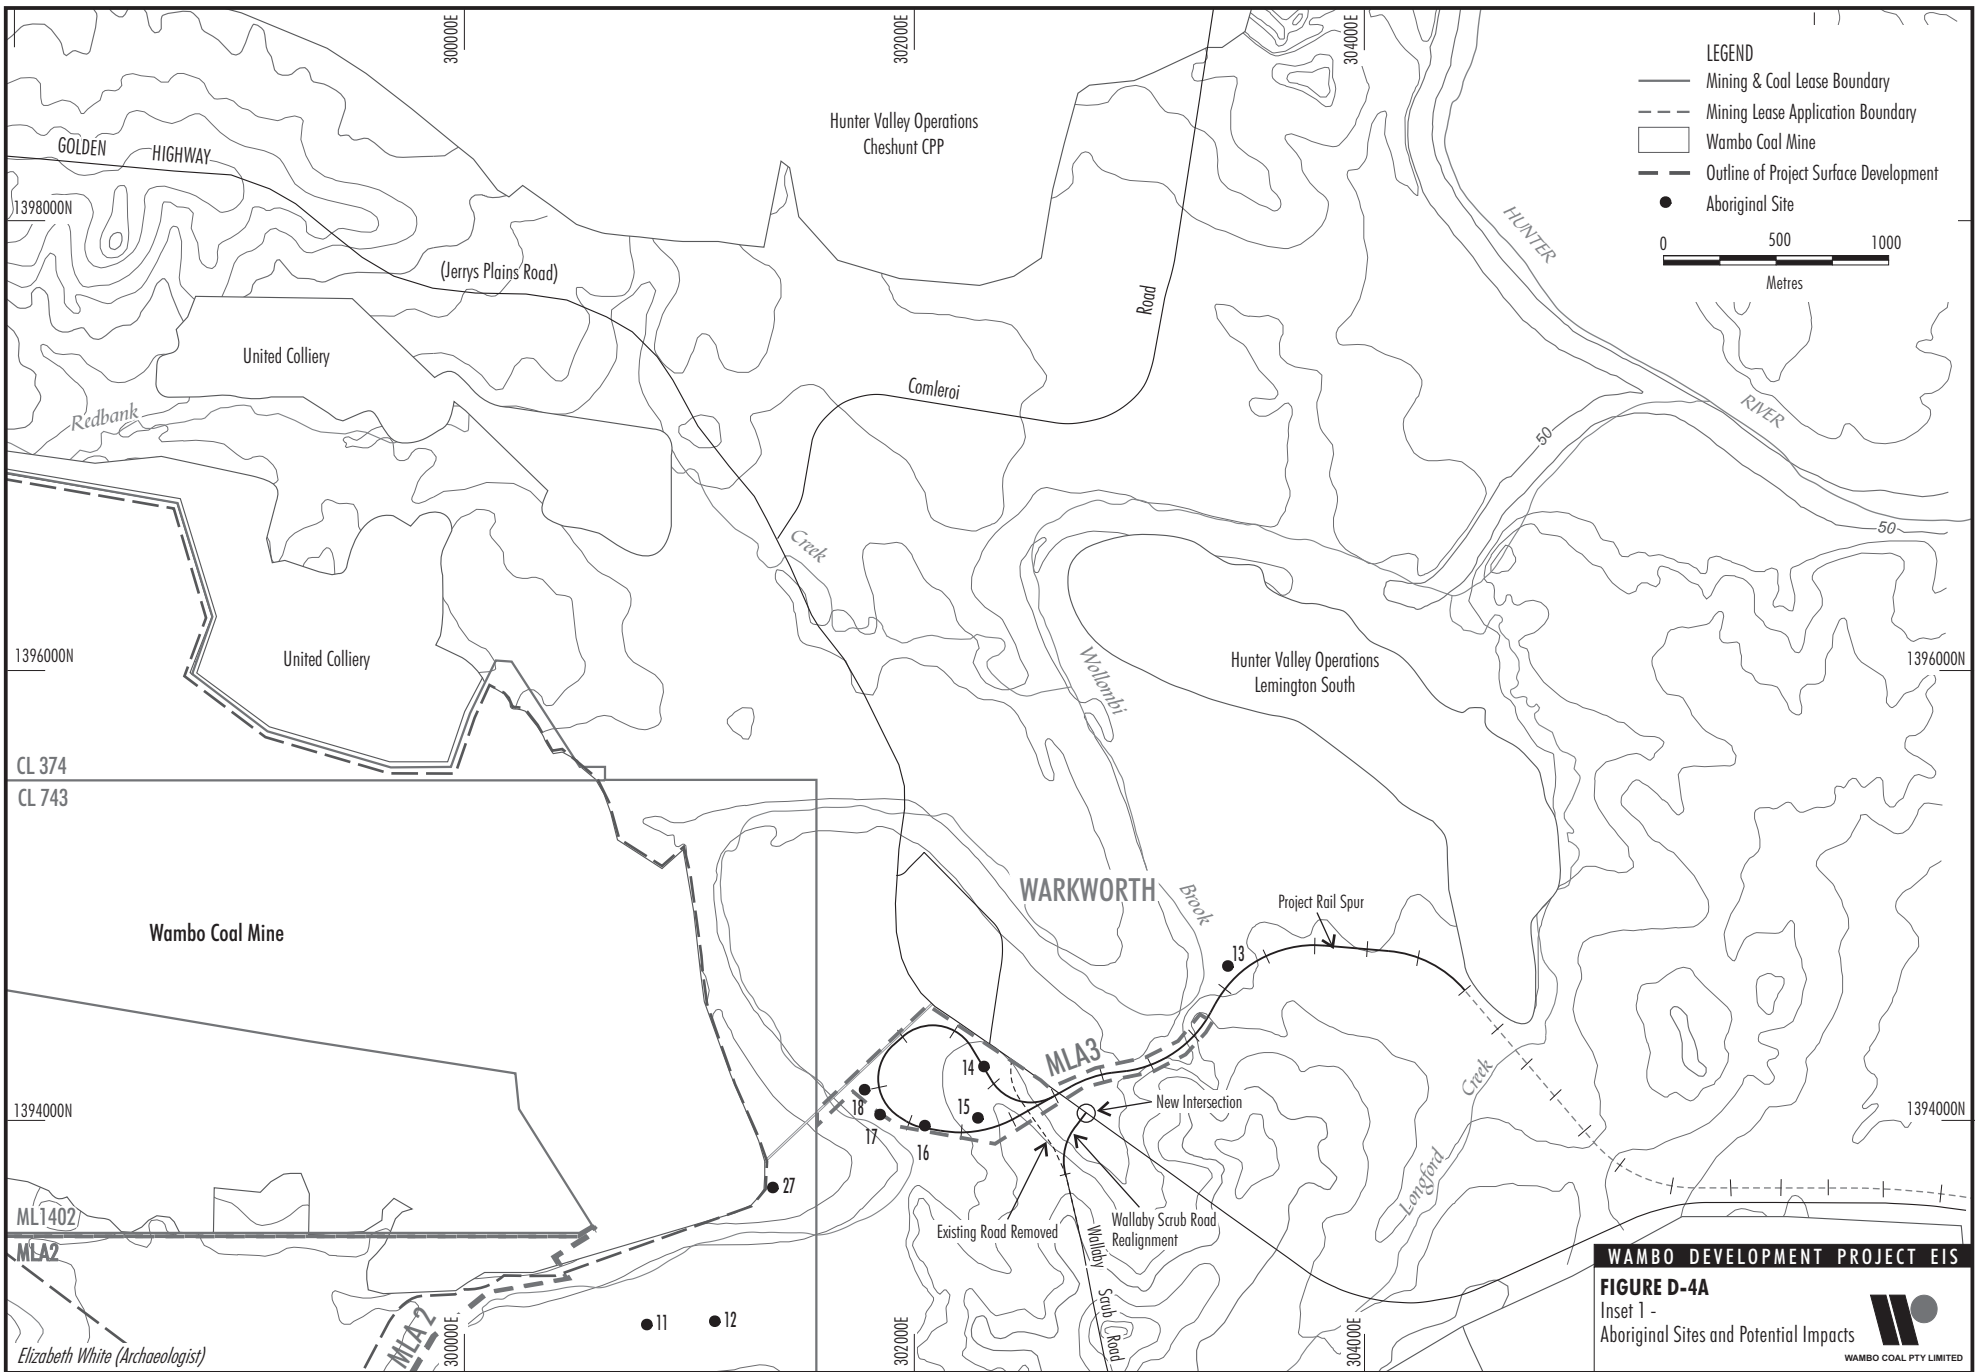 300000E
302000E
304000E
LEGEND
Mining & Coal Lease Boundary
Mining Lease Application Boundary
Wambo Coal Mine
Outline of Project Surface Development
Aboriginal Site
0 500 1000
Metres
Hunter Valley Operations
Cheshunt CPP
GOLDEN HIGHWAY
1398000N
HUNTER
(Jerrys Plains Road)
Road
United Colliery
Comleroi
Redbank
RIVER
50
50
Creek
1396000N
United Colliery
Wollombi
Hunter Valley Operations
Lemington South
1396000N
CL 374
CL 743
WARKWORTH
Brook
Project Rail Spur
Wambo Coal Mine
13
MLA3
14
Creek
18
15
New Intersection
1394000N
1394000N
17
16
27
Longford
ML1402
Existing Road Removed
Wallaby Scrub Road
Realignment
MLA2
Wallaby
Scrub Road
11
12
MLA 2
300000E
302000E
304000E
Elizabeth White (Archaeologist)
WAMBO DEVELOPMENT PROJECT EIS
FIGURE D-4A
Inset 1 -
Aboriginal Sites and Potential Impacts
WAMBO COAL PTY LIMITED